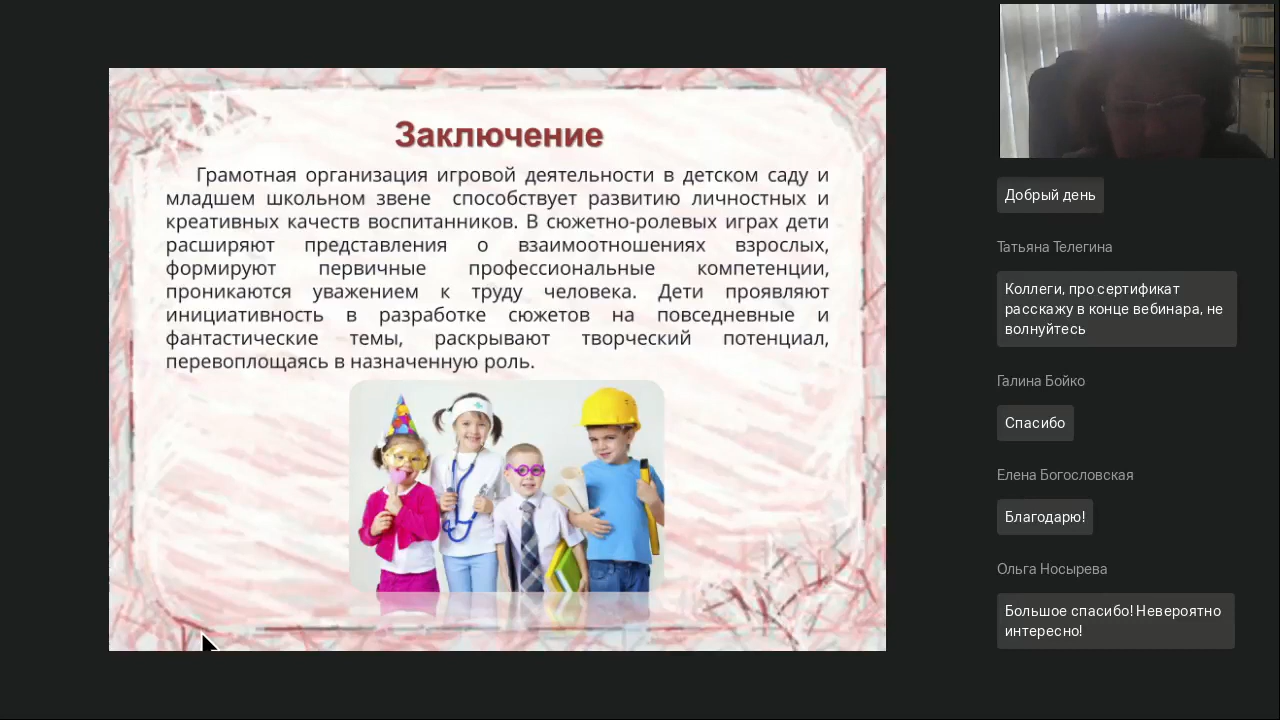 Заключение
Грамотная организация игровой деятельности в детском саду и
младшем школьном звене способствует развитию личностных и
креативных качеств воспитанников. В сюжетно-ролевых играх дети
расширяют представления о взаимоотношениях взрослых,
формируют первичные профессиональные компетенции,
проникаются уважением к труду человека. Дети проявляют
инициативность в разработке сюжетов на повседневные и
фантастические темы, раскрывают творческий потенциал,
перевоплощаясь в назначенную роль.
Добрый день
Татьяна Телегина
Коллеги, про сертификат
расскажу в конце вебинара, не
волнуйтесь
Галина Бойко
Спасибо
Елена Богословская
Благодарю!
Ольга Носырева
Большое спасибо! Невероятно
интересно!